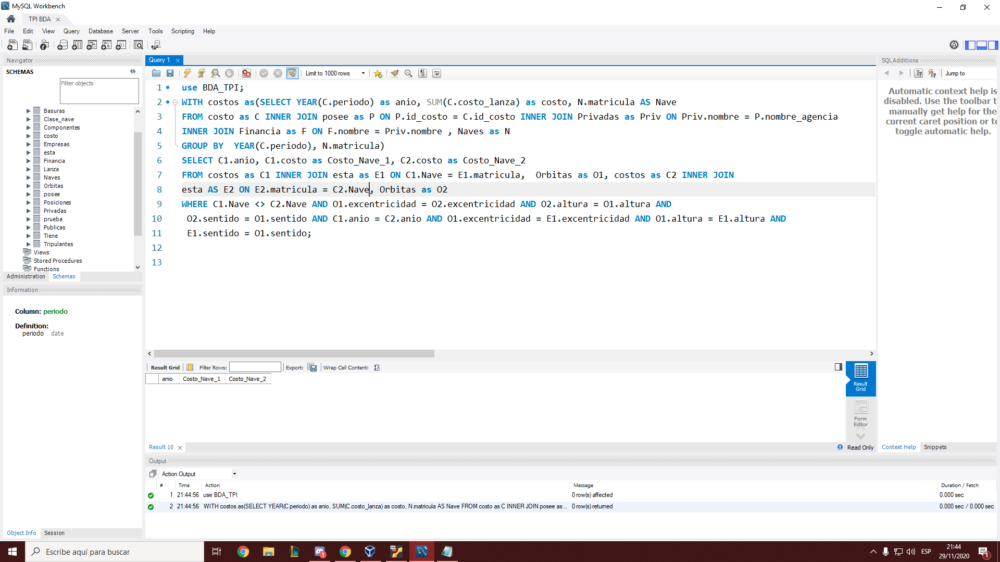 MySQL Workbench
TPI BDA
File Edit View Query Database Server Tools Scripting Help
Navigator
SCHEMAS
Filter objects
Basuras
Clase_nave
Componentes
costo
Empresas
esta
Financia
Lanza
Naves
Orbitas
posee
Posiciones
Privadas
prueba
Publicas
Tiene
Tripulantes
Views
Stored Procedures
Functions
Administration Schemas
Information
Column: periodo
Definition:
periodo date
Object Info Session
Query 1
Limit to 1000 rows
1 use BDA_TPI;
2 WITH costos as(SELECT YEAR(C.periodo) as anio, SUM(C.costo_lanza) as costo, N.matricula AS Nave
3 FROM costo as C INNER JOIN posee as P ON P.id_costo = C.id_costo INNER JOIN Privadas as Priv ON Priv.nombre = P.nombre_agencia
4 INNER JOIN Financia as F ON F.nombre = Priv.nombre , Naves as N
5 GROUP BY  YEAR(C.periodo), N.matricula)
6 SELECT C1.anio, C1.costo as Costo_Nave_1, C2.costo as Costo_Nave_2
7 FROM costos as C1 INNER JOIN esta as E1 ON C1.Nave = E1.matricula,  Orbitas as O1, costos as C2 INNER JOIN
8 esta AS E2 ON E2.matricula = C2.Nave, Orbitas as O2
9 WHERE C1.Nave <> C2.Nave AND O1.excentricidad = O2.excentricidad AND O2.altura = O1.altura AND
10 O2.sentido = O1.sentido AND C1.anio = C2.anio AND O1.excentricidad = E1.excentricidad AND O1.altura = E1.altura AND
11 E1.sentido = O1.sentido;
12
13
Result Grid Filter Rows: Export: Wrap Cell Content:
anio Costo_Nave_1 Costo_Nave_2
Result Grid
Form Editor
Result 10
Read Only
Output
Action Output
# Time Action Message Duration / Fetch
1 21:44:56 use BDA_TPI 0 row(s) affected 0.000 sec
2 21:44:56 WITH costos as(SELECT YEAR(C.periodo) as anio, SUM(C.costo_lanza) as costo, N.matricula AS Nave FROM costo as C INNER JOIN posee as... 0 row(s) returned 0.000 sec / 0.000 sec
SQLAdditions
Jump to
Automatic context help is
disabled. Use the toolbar t
manually get help for the
current caret position or to
toggle automatic help.
Context Help Snippets
Escribe aquí para buscar
1
ESP
21:44
29/11/2020
1